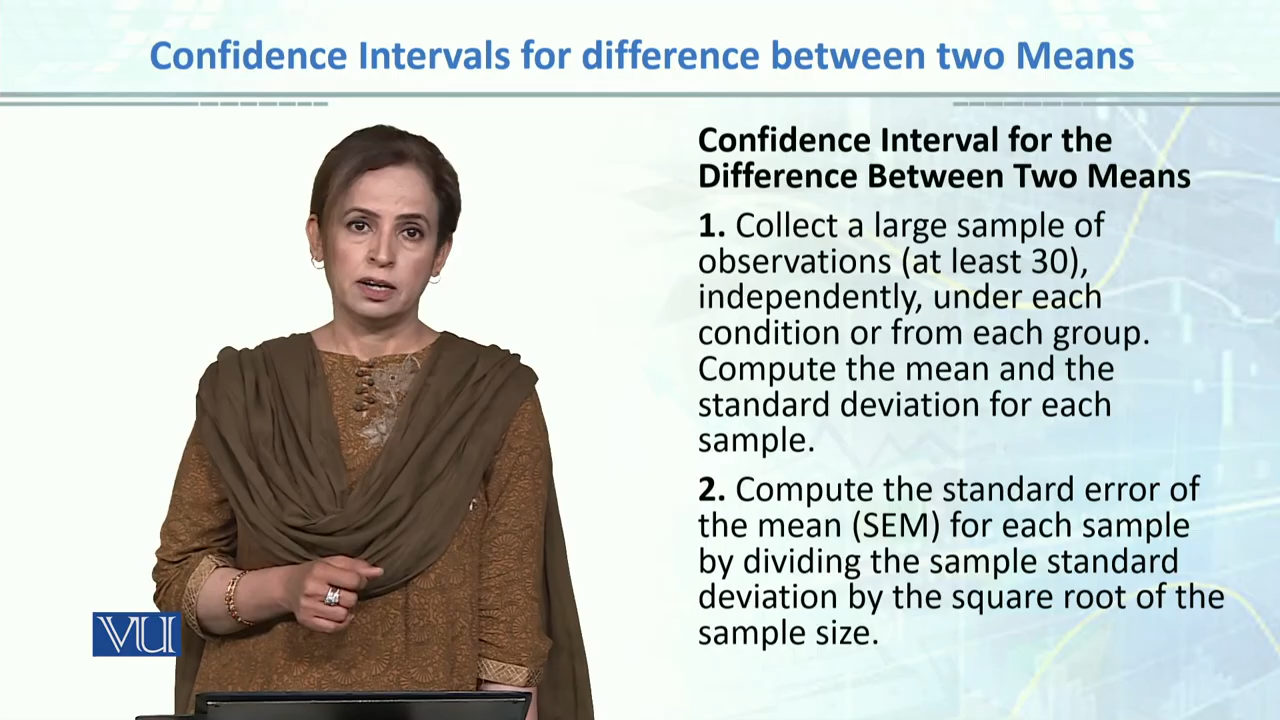 Confidence Intervals for difference between two Means
Confidence Interval for the
Difference Between Two Means
1. Collect a large sample of
observations (at least 30),
independently, under each
condition or from each group.
Compute the mean and the
standard deviation for each
sample.
2. Compute the standard error of
the mean (SEM) for each sample
by dividing the sample standard
deviation by the square root of the
sample size.
VU